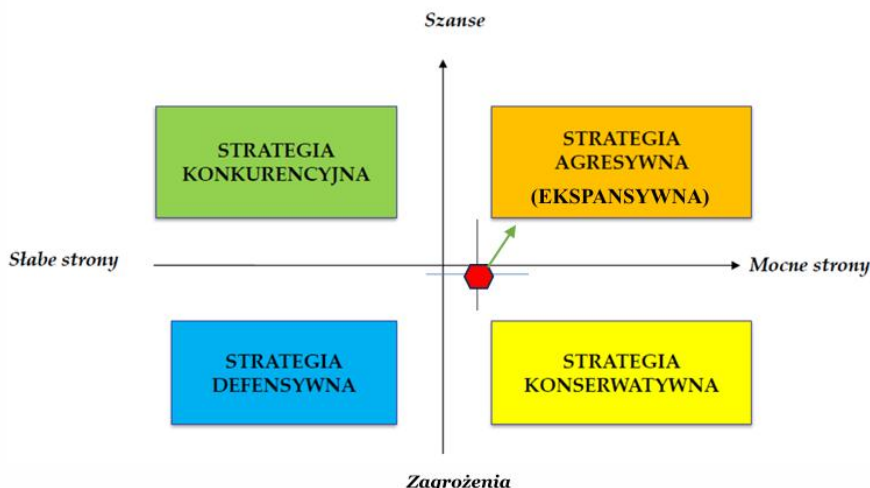 Szanse
STRATEGIA
KONKURENCYJNA
STRATEGIA
AGRESYWNA
(EKSPANSYWNA)
Słabe strony
Mocne strony
STRATEGIA
DEFENSYWNA
STRATEGIA
KONSERWATYWNA
Zagrożenia